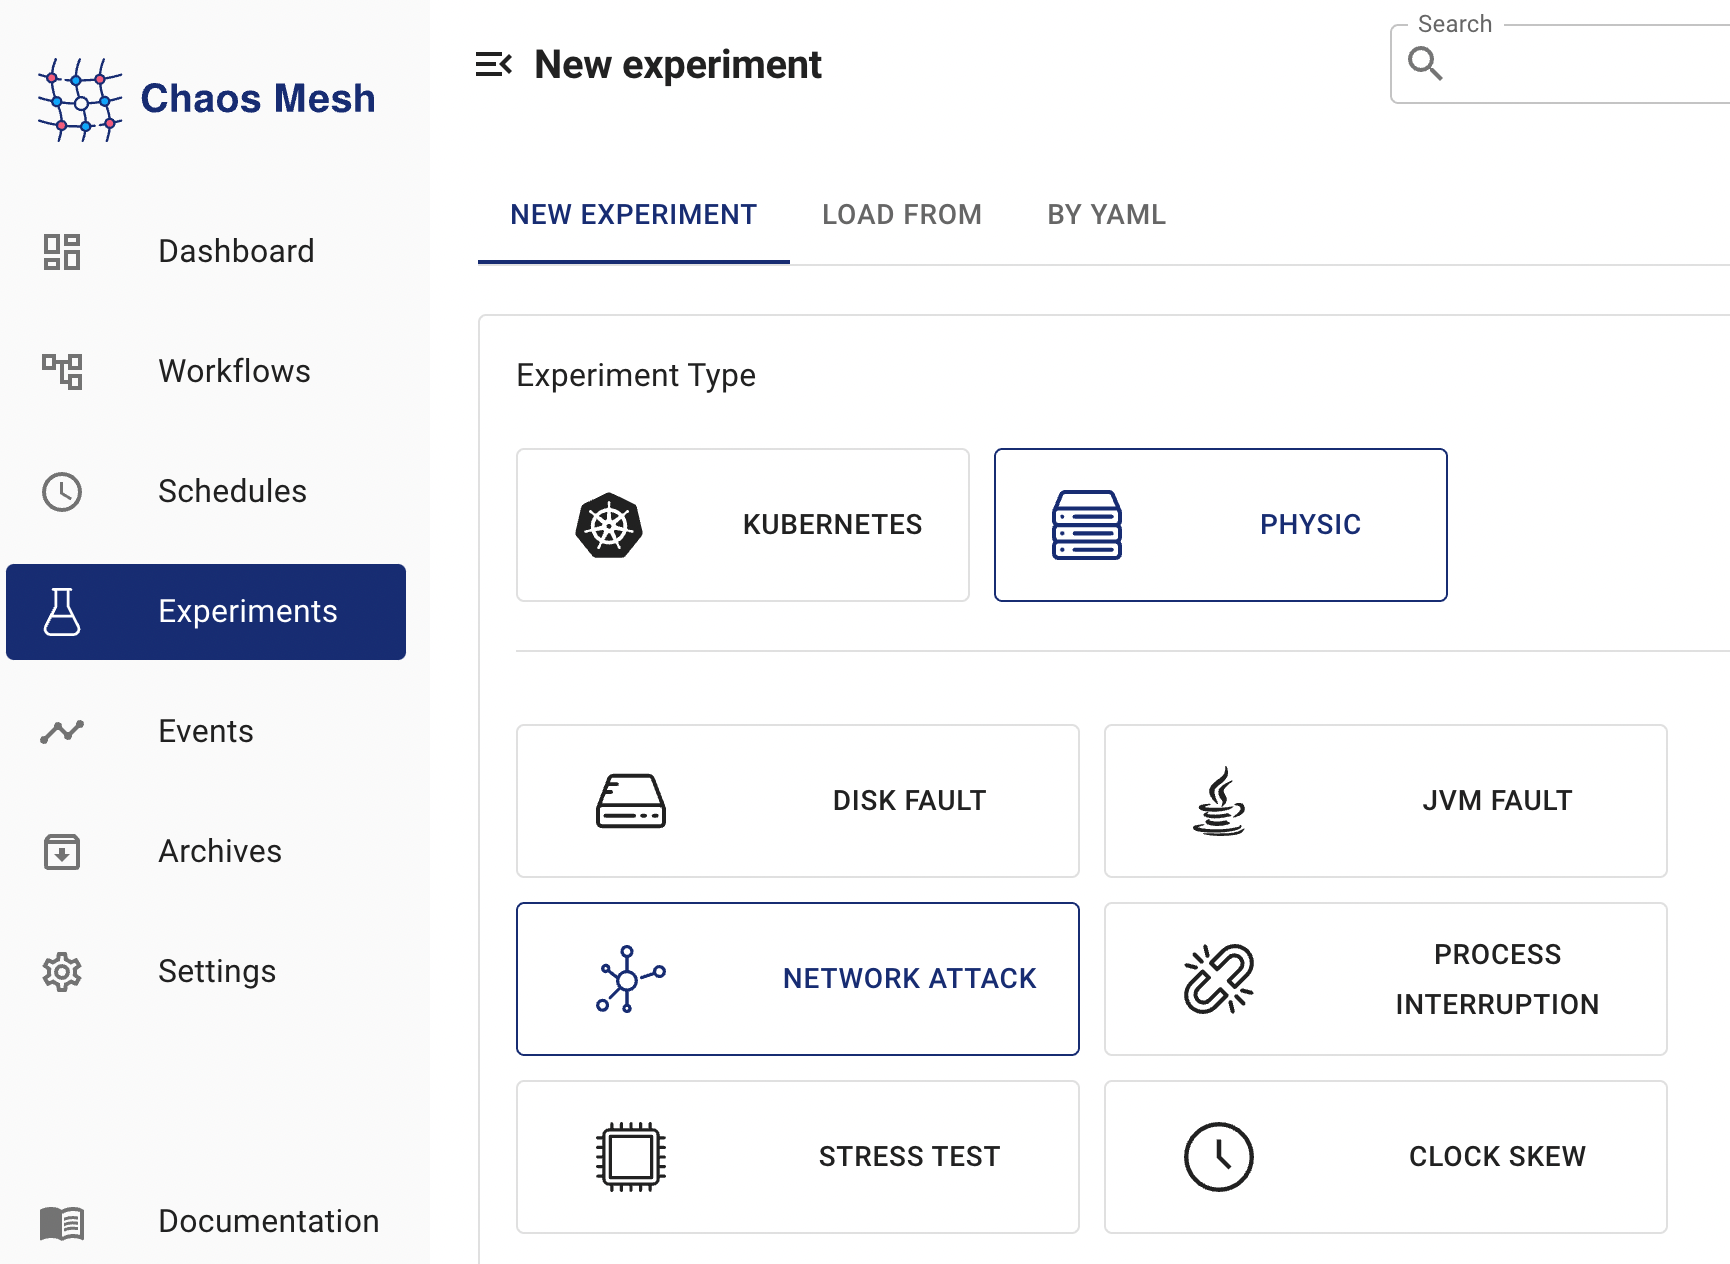 Chaos Mesh
Dashboard
Workflows
Schedules
Experiments
Events
Archives
Settings
Documentation
New experiment
Search
NEW EXPERIMENT
LOAD FROM
BY YAML
Experiment Type
KUBERNETES
PHYSIC
DISK FAULT
JVM FAULT
NETWORK ATTACK
PROCESS
INTERRUPTION
STRESS TEST
CLOCK SKEW